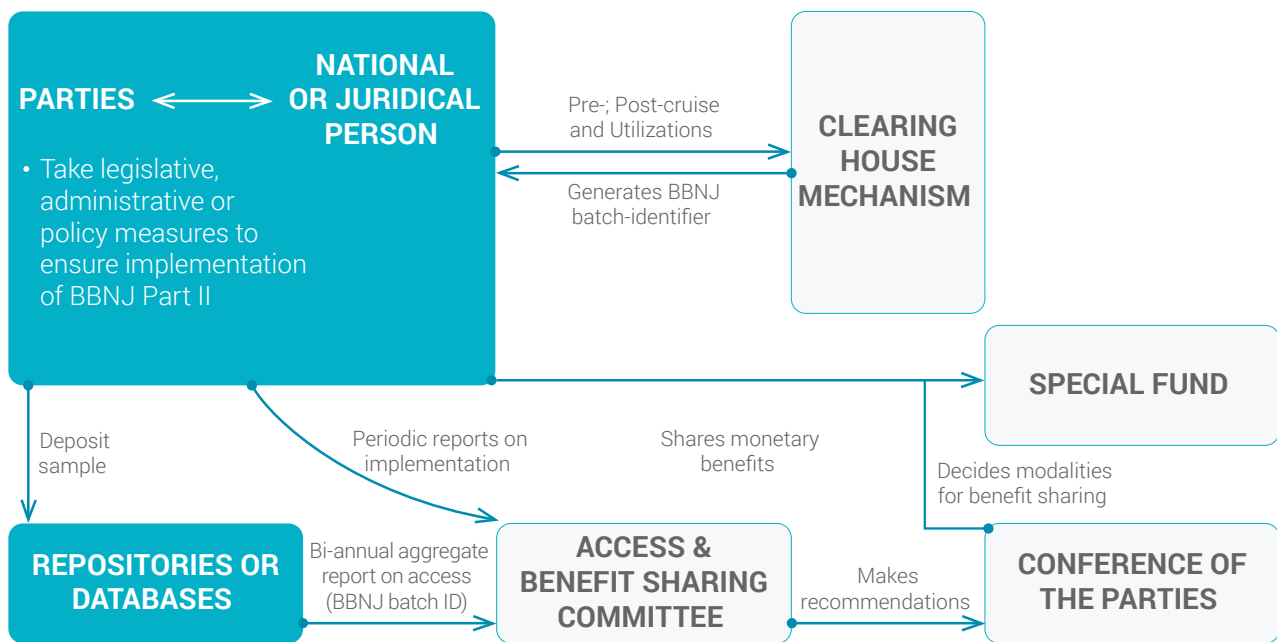 PARTIES
NATIONAL
OR JURIDICAL
PERSON
• Take legislative,
administrative or
policy measures to
ensure implementation
of BBNJ Part II
Pre-; Post-cruise
and Utilizations
Generates BBNJ
batch-identifier
CLEARING
HOUSE
MECHANISM
SPECIAL FUND
Deposit
sample
Periodic reports on
implementation
Shares monetary
benefits
Decides modalities
for benefit sharing
REPOSITORIES OR
DATABASES
Bi-annual aggregate
report on access
(BBNJ batch ID)
ACCESS &
BENEFIT SHARING
COMMITTEE
Makes
recommendations
CONFERENCE OF
THE PARTIES